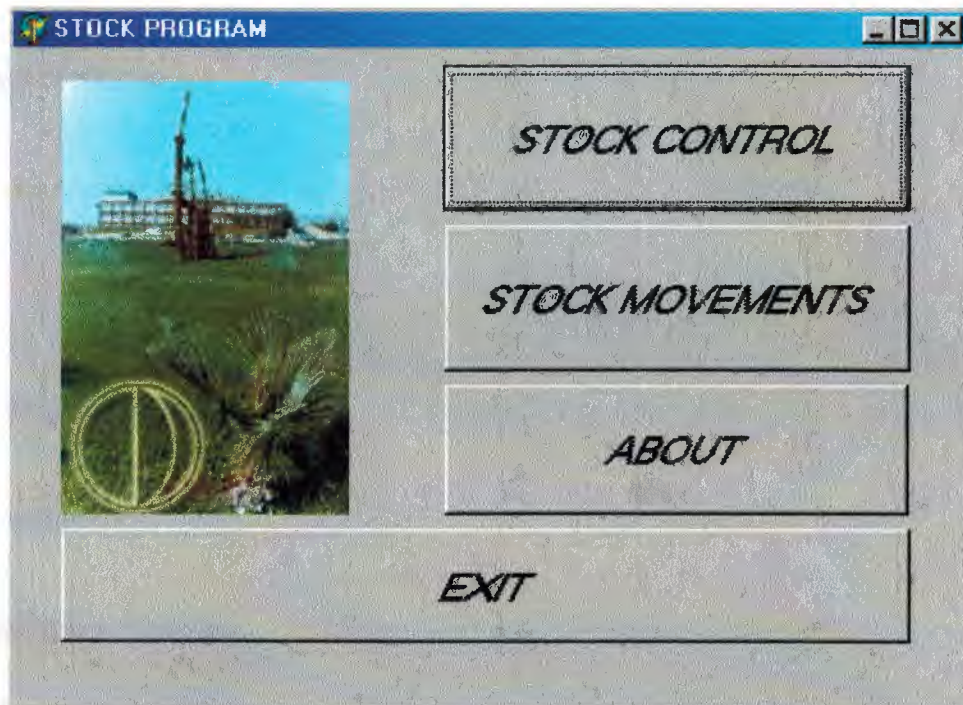 STOCK PROGRAM
STOCK CONTROL
STOCK MOVEMENTS
ABOUT
EXIT